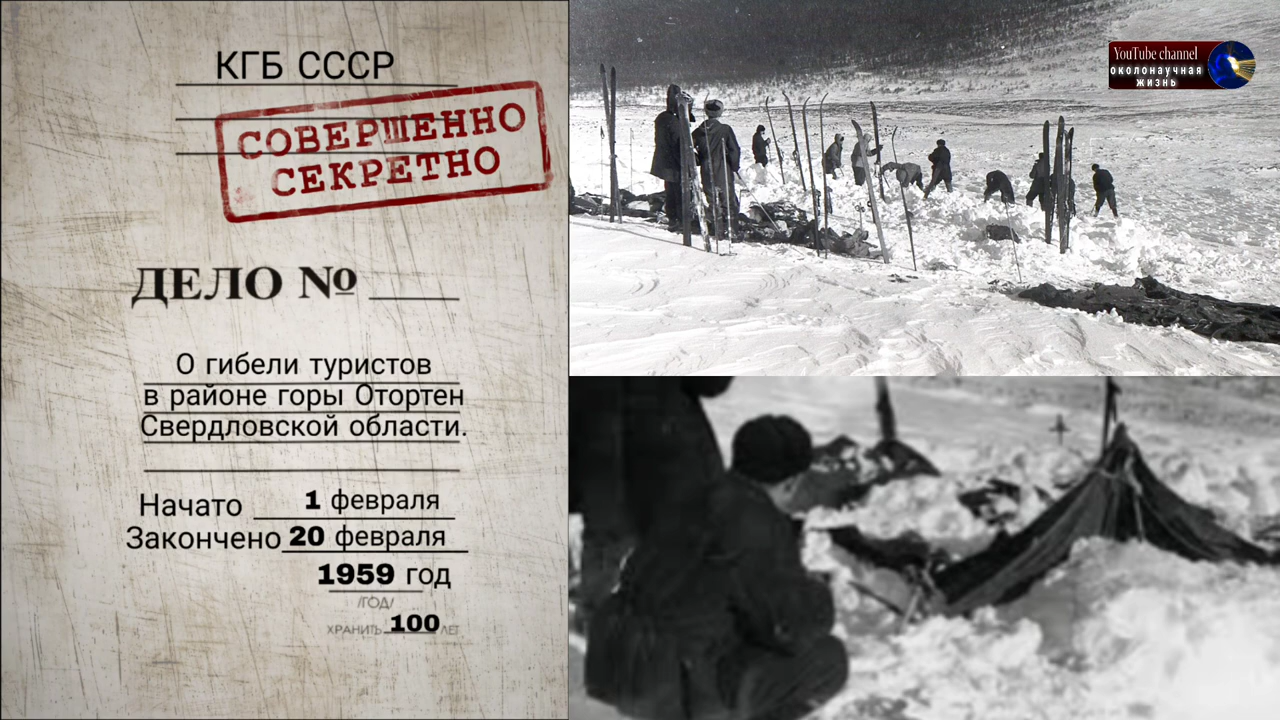 КГБ СССР
СОВЕРШЕННО
СЕКРЕТНО
ДЕЛО №
О гибели туристов
в районе горы Отортен
Свердловской области.
Начато 1 февраля
Закончено 20 февраля
1959 год
/ГОД/
ХРАНИТЬ 100 ЛЕТ
YouTube channel
околонаучная
жизнь